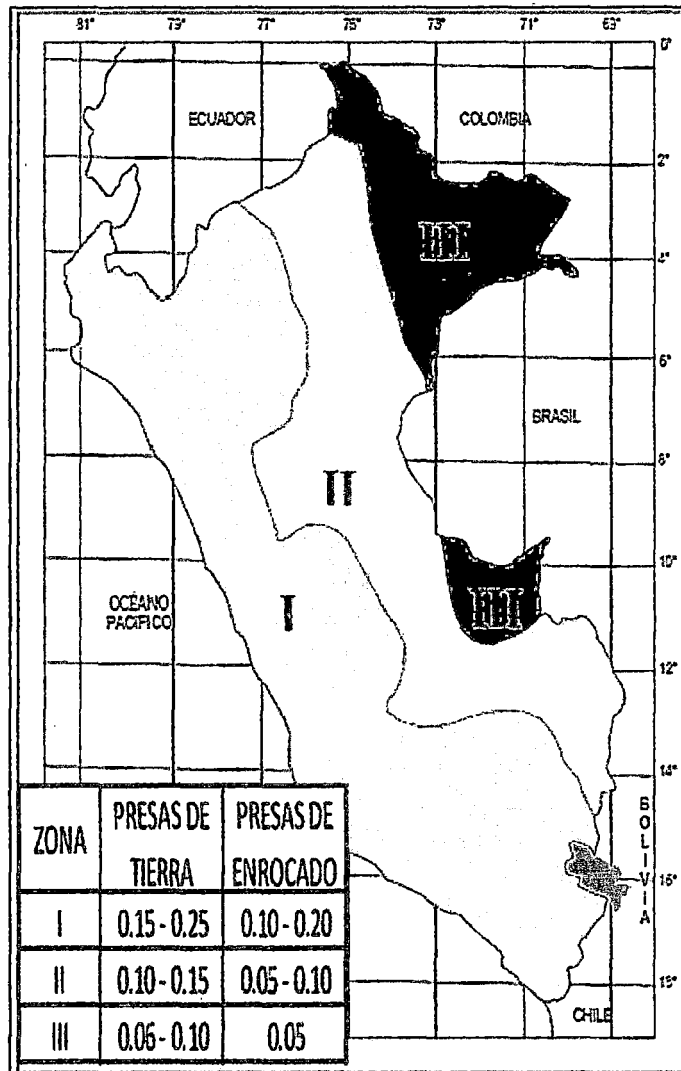 81° 79° 77° 75° 73° 71° 69°
0°
ECUADOR COLOMBIA
2°
III
4°
6°
BRASIL
8°
II
10°
OCÉANO
PACÍFICO
I
III
12°
14°
BOLIVIA
16°
18°
CHILE
ZONA PRESAS DE TIERRA PRESAS DE ENROCADO
I 0.15 - 0.25 0.10 - 0.20
II 0.10 - 0.15 0.05 - 0.10
III 0.06 - 0.10 0.05